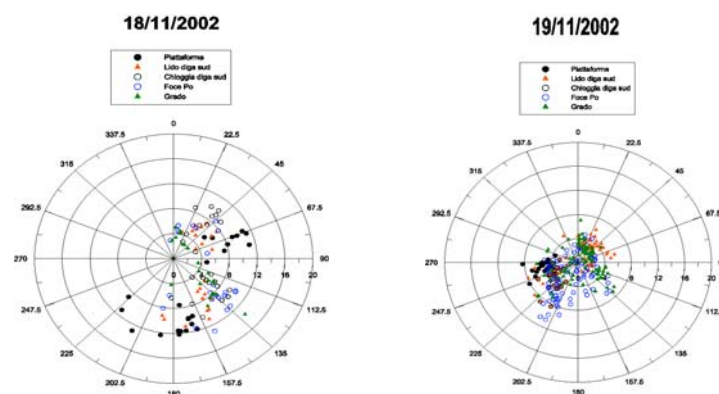 18/11/2002
Piattaforma
Lido diga sud
Chioggia diga sud
Foce Po
Grado
0
337.5 22.5
315 45
292.5 67.5
270 0 4 8 12 16 20 90
247.5 112.5
225 135
202.5 157.5
180
19/11/2002
Piattaforma
Lido diga sud
Chioggia diga sud
Foce Po
Grado
0
337.5 22.5
315 45
292.5 67.5
270 8 12 16 20
247.5 112.5
225 135
202.5 157.5
180